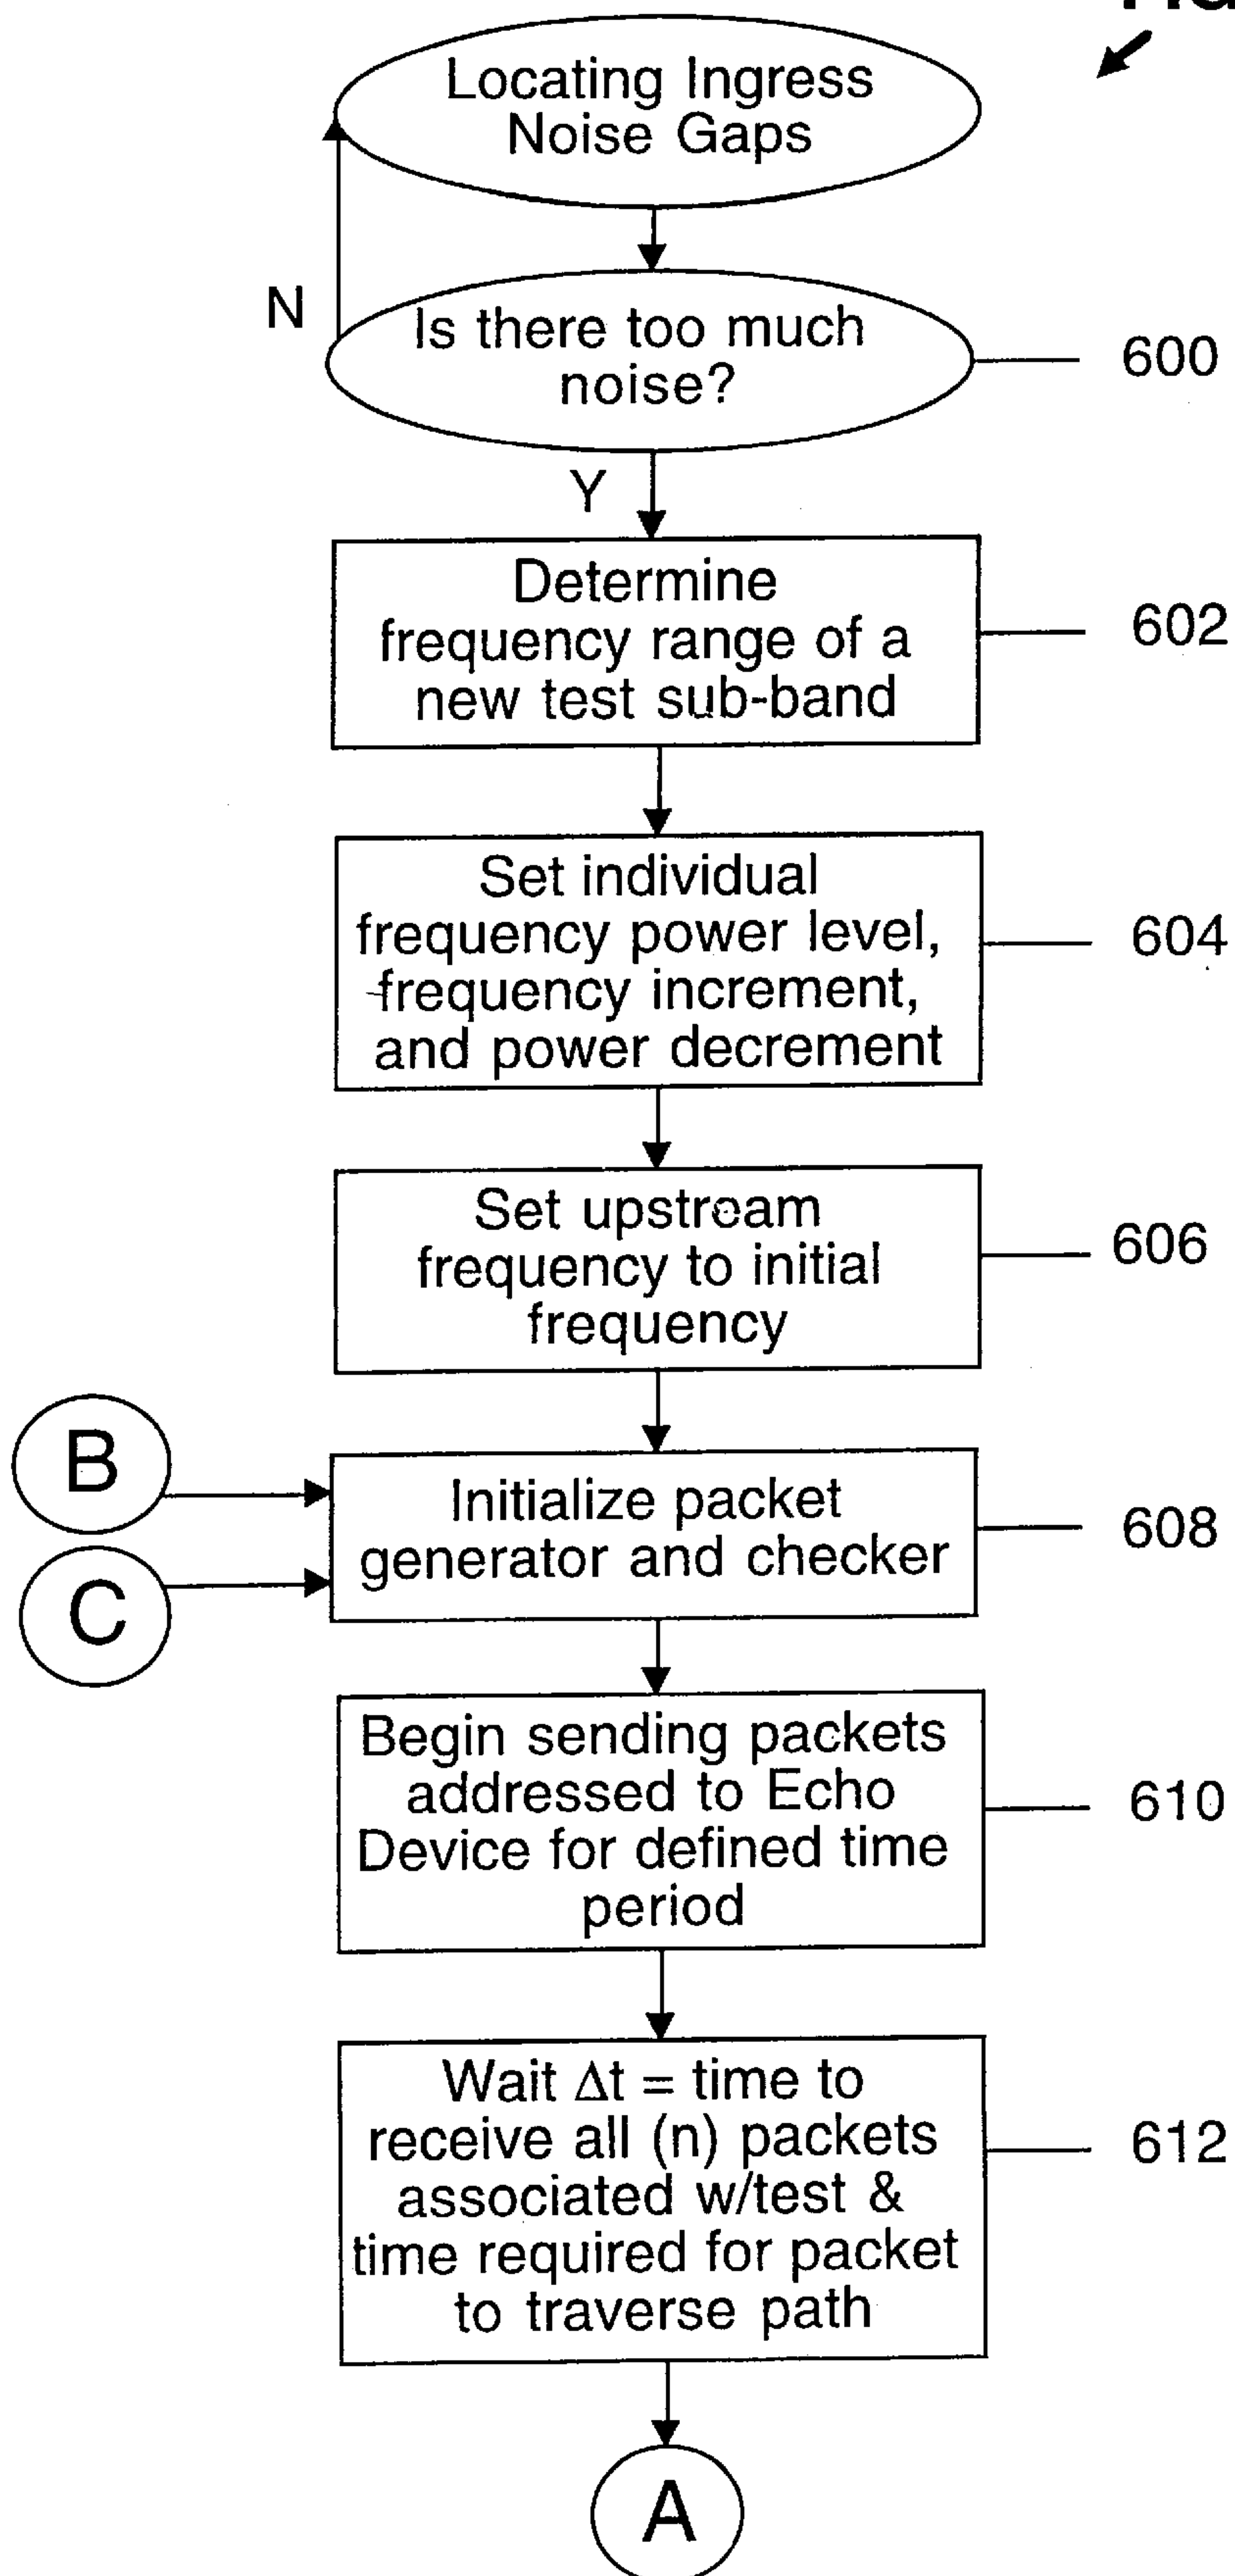 Locating Ingress
Noise Gaps
N
Is there too much
noise?
600
Y
Determine
frequency range of a
new test sub-band
602
Set individual
frequency power level,
frequency increment,
and power decrement
604
Set upstream
frequency to initial
frequency
606
B
Initialize packet
generator and checker
608
C
Begin sending packets
addressed to Echo
Device for defined time
period
610
Wait Δt = time to
receive all (n) packets
associated w/test &
time required for packet
to traverse path
612
A